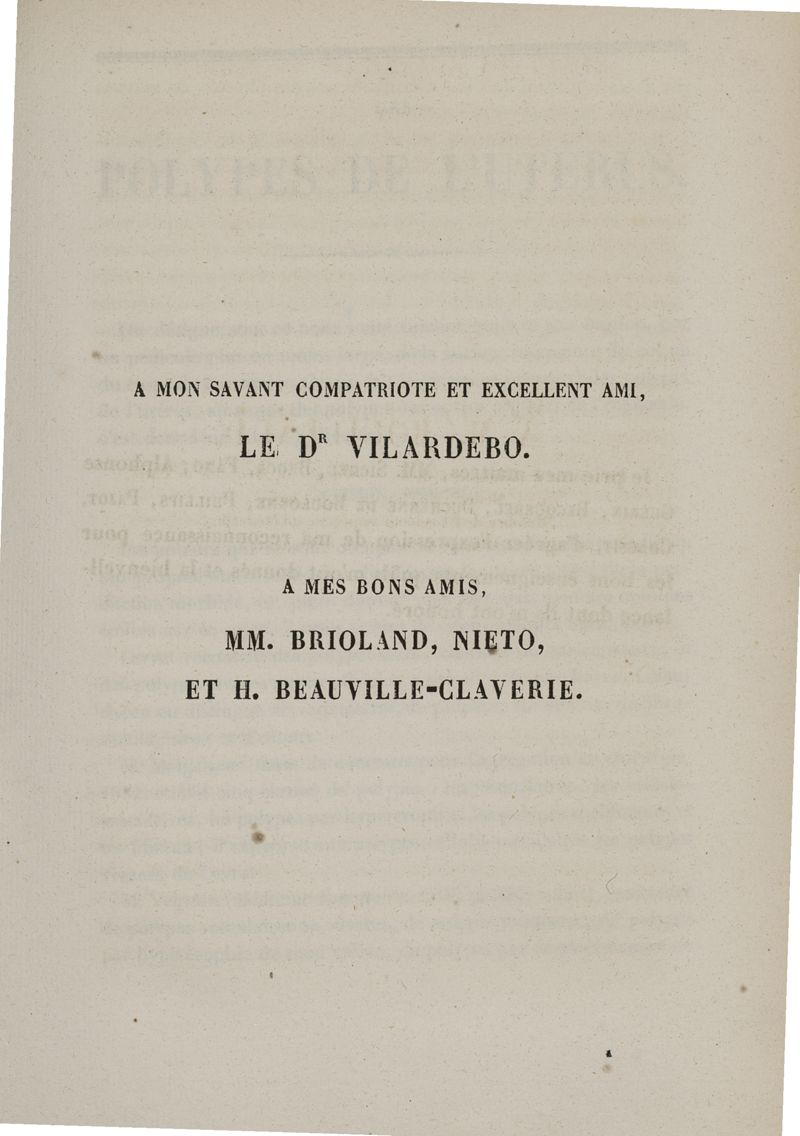 A MON SAVANT COMPATRIOTE ET EXCELLENT AMI,
LE DR VILARDEBO.
A MES BONS AMIS,
MM. BRIOLAND, NIETO,
ET H. BEAUVILLE-CLAVERIE.